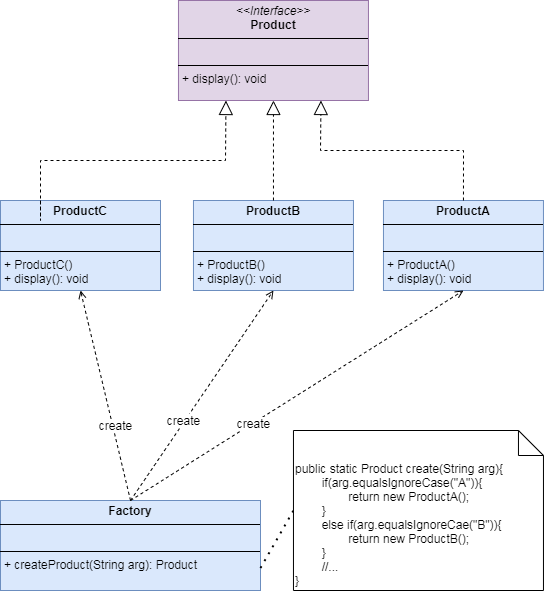 <<Interface>>
Product
+ display(): void
ProductC
ProductB
ProductA
+ ProductC()
+ display(): void
+ ProductB()
+ display(): void
+ ProductA()
+ display(): void
create
create
create
public static Product create(String arg){
if(arg.equalsIgnoreCase("A")){
return new ProductA();
}
else if(arg.equalsIgnoreCae("B")){
return new ProductB();
}
//...
}
Factory
+ createProduct(String arg): Product